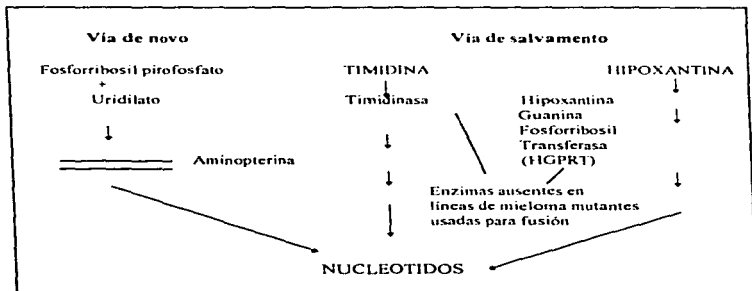 Vía de novo
Vía de salvamento
Fosforribosil pirofosfato
+
Uridilato
Aminopterina
TIMIDINA
Timidinasa
HIPOXANTINA
Hipoxantina
Guanina
Fosforribosil
Transferasa
(HGPRT)
Enzimas ausentes en
líneas de mieloma mutantes
usadas para fusión
NUCLEOTIDOS